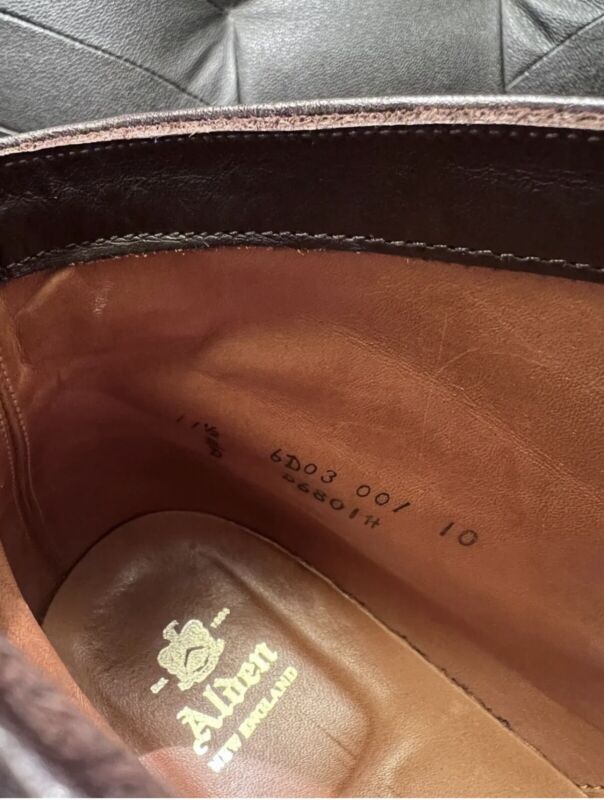 11½ 6D03 001 10
B/D D6801H
EST. 1884
Alden
NEW ENGLAND